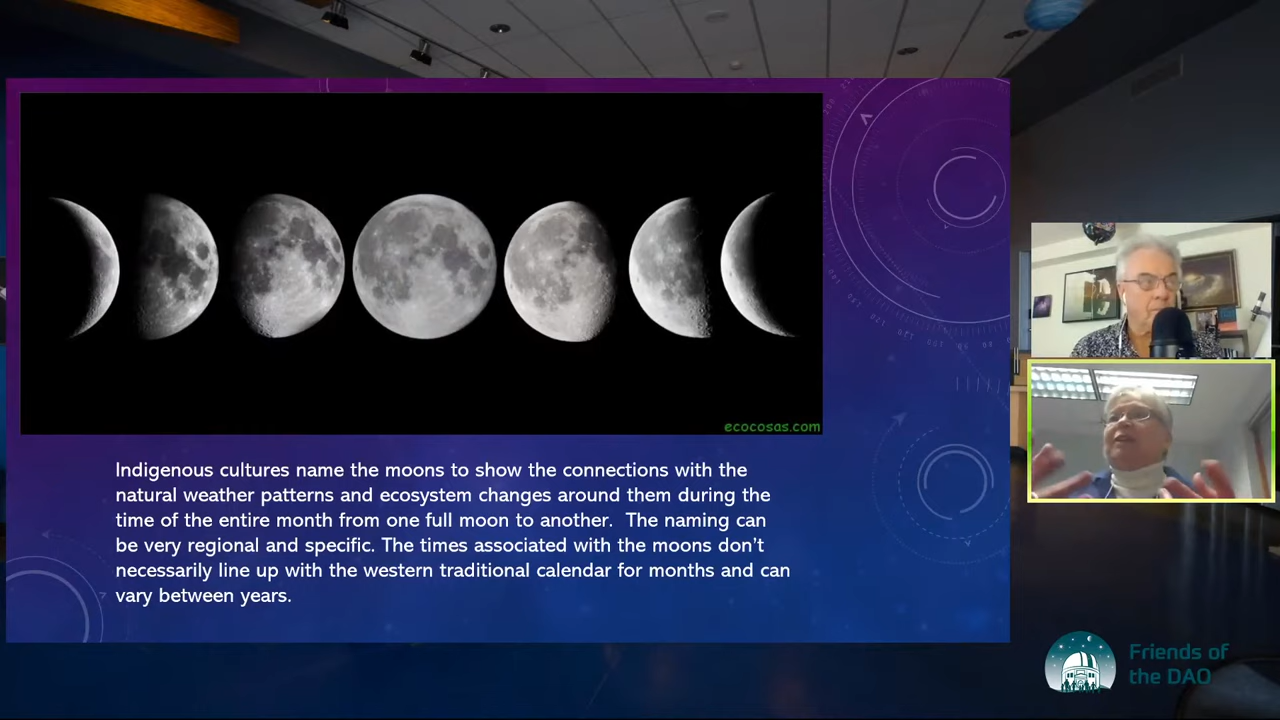 ecocosas.com
Indigenous cultures name the moons to show the connections with the
natural weather patterns and ecosystem changes around them during the
time of the entire month from one full moon to another.  The naming can
be very regional and specific. The times associated with the moons don't
necessarily line up with the western traditional calendar for months and can
vary between years.
Friends of
the DAO